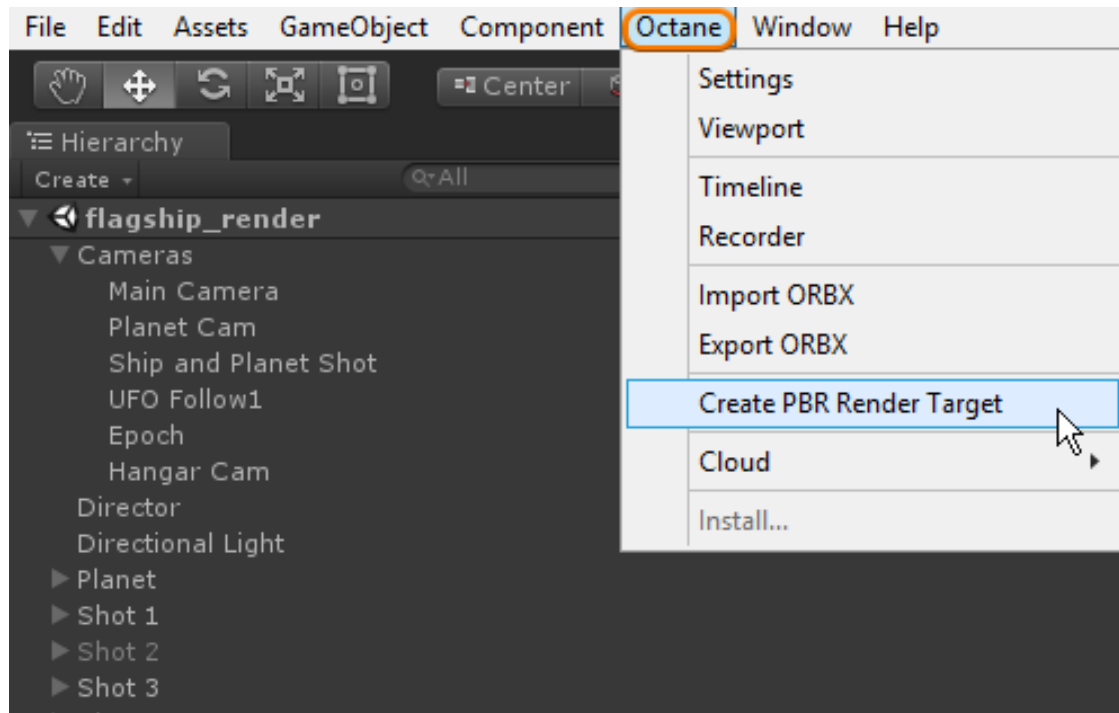 File Edit Assets GameObject Component Octane Window Help
Center
Hierarchy
Create All
flagship_render
Cameras
Main Camera
Planet Cam
Ship and Planet Shot
UFO Follow1
Epoch
Hangar Cam
Director
Directional Light
Planet
Shot 1
Shot 2
Shot 3
Settings
Viewport
Timeline
Recorder
Import ORBX
Export ORBX
Create PBR Render Target
Cloud
Install...